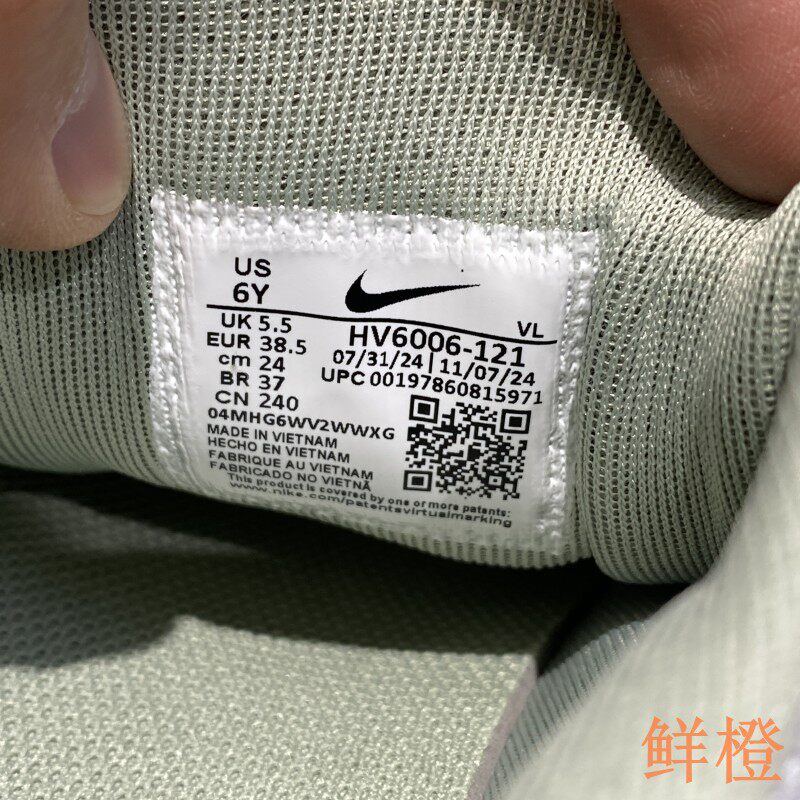 US
6Y
UK 5.5
EUR 38.5
cm 24
BR 37
CN 240
VL
HV6006-121
07/31/24 | 11/07/24
UPC 00197860815971
04MHG6WV2WWXG
MADE IN VIETNAM
HECHO EN VIETNAM
FABRIQUE AU VIETNAM
FABRICADO NO VIETNÃ
This product is covered by one or more patents:
www.nike.com/patentsvirtualmarking
鲜橙